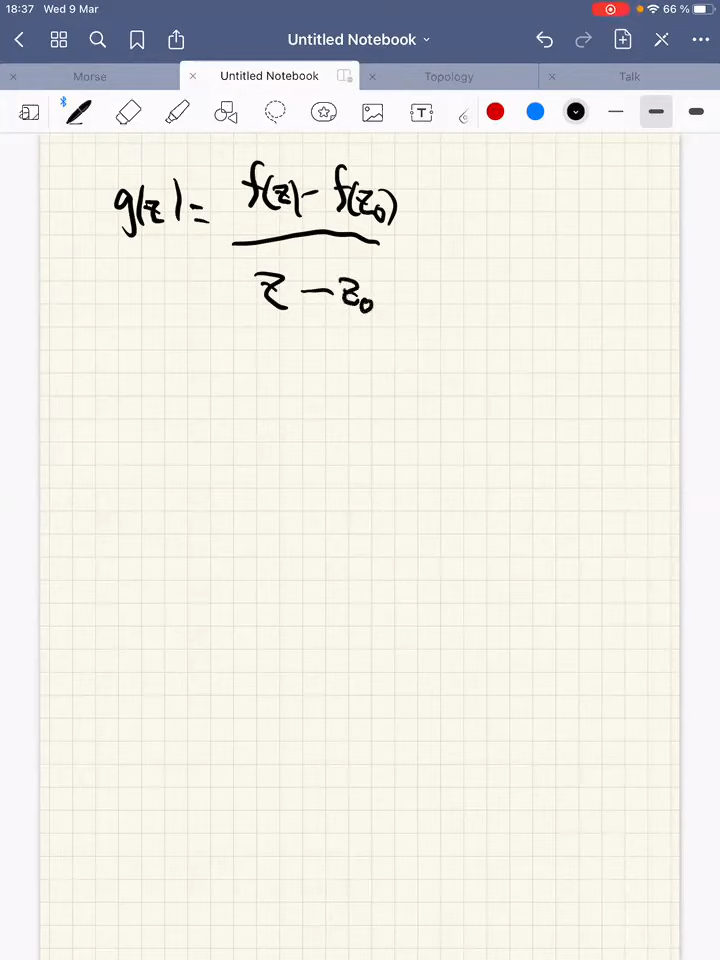 18:37 Wed 9 Mar 66 %
Untitled Notebook
Morse Untitled Notebook Topology Talk
T
g(z) = f(z) - f(z₀)
z - z₀